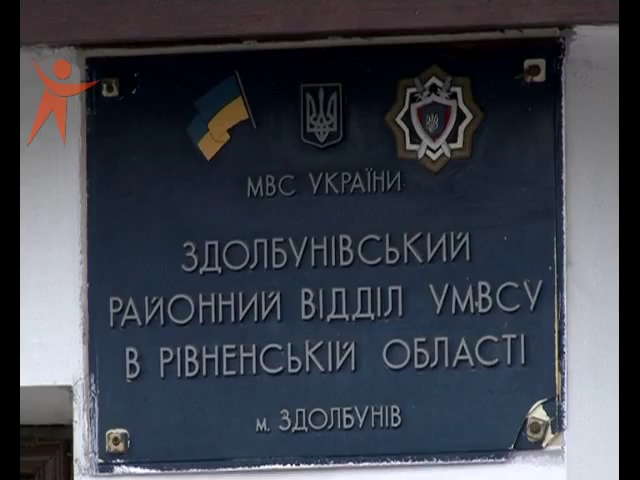 МВС УКРАЇНИ
ЗДОЛБУНІВСЬКИЙ
РАЙОННИЙ ВІДДІЛ УМВСУ
В РІВНЕНСЬКІЙ ОБЛАСТІ
м. ЗДОЛБУНІВ